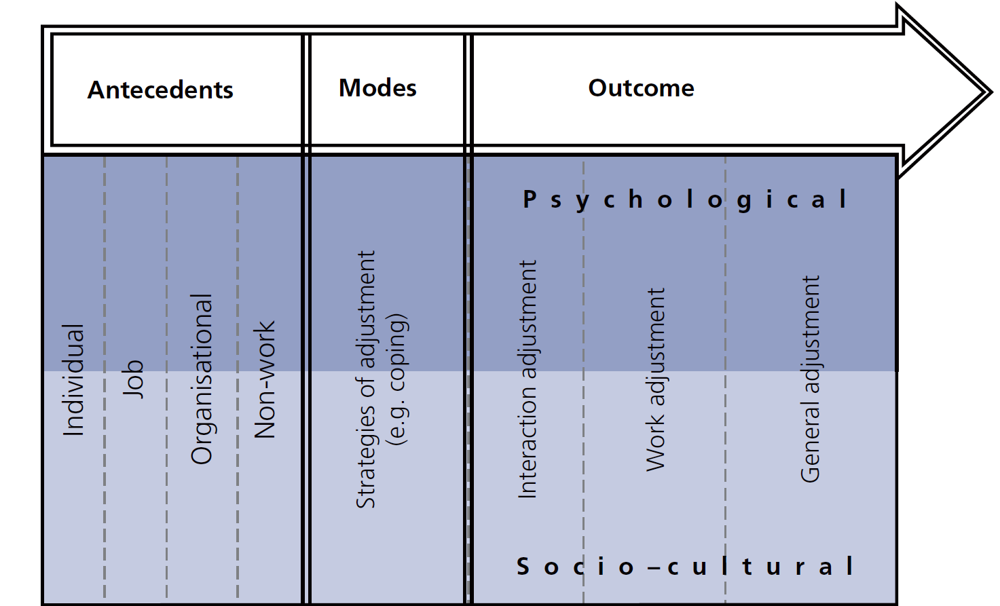 Antecedents
Modes
Outcome
Psychological
Individual
Job
Organisational
Non-work
Strategies of adjustment
(e.g. coping)
Interaction adjustment
Work adjustment
General adjustment
Socio–cultural